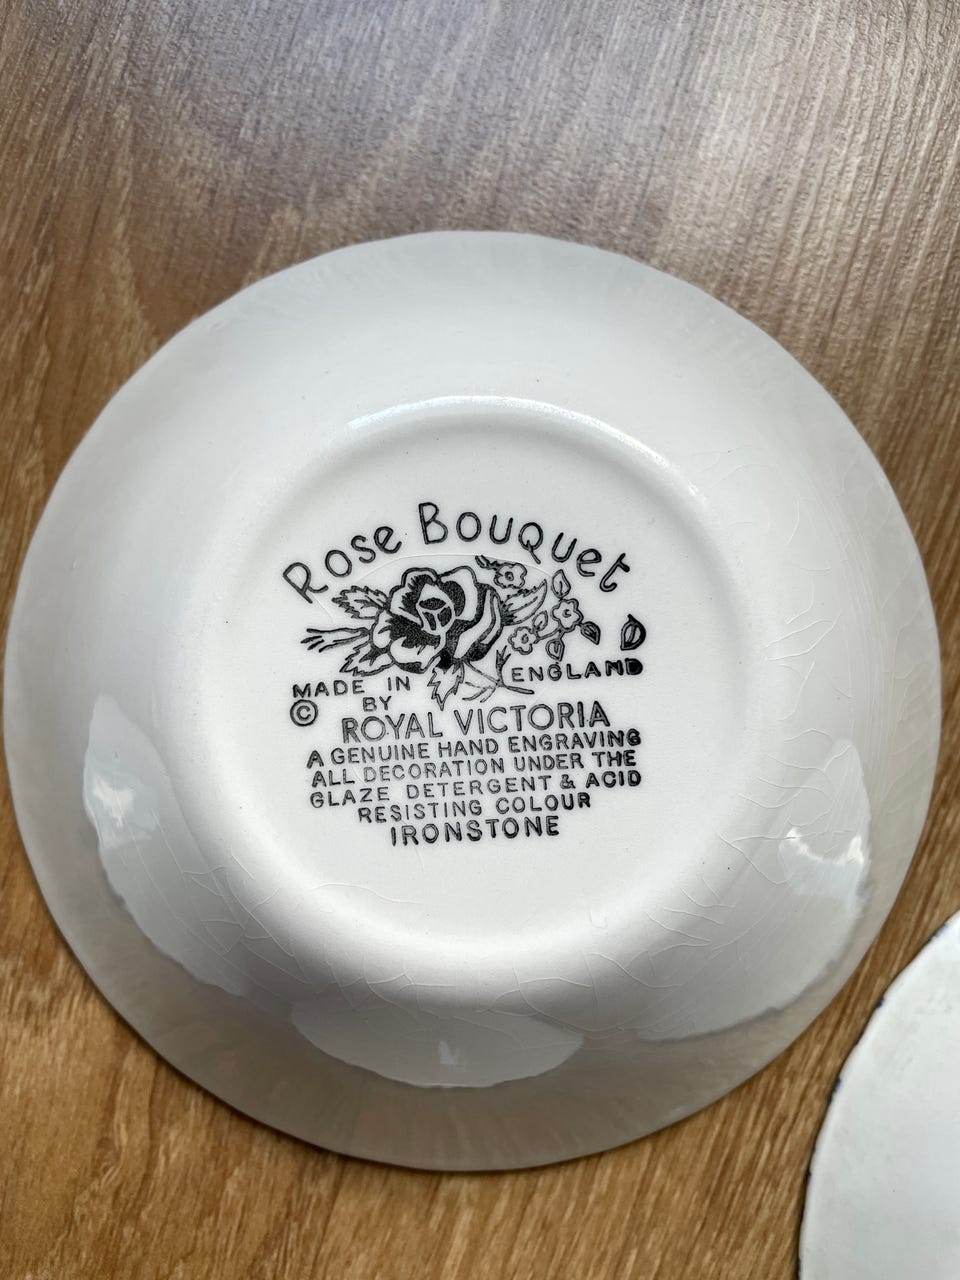 Rose Bouquet
MADE IN ENGLAND
© BY
ROYAL VICTORIA
A GENUINE HAND ENGRAVING
ALL DECORATION UNDER THE
GLAZE DETERGENT & ACID
RESISTING COLOUR
IRONSTONE